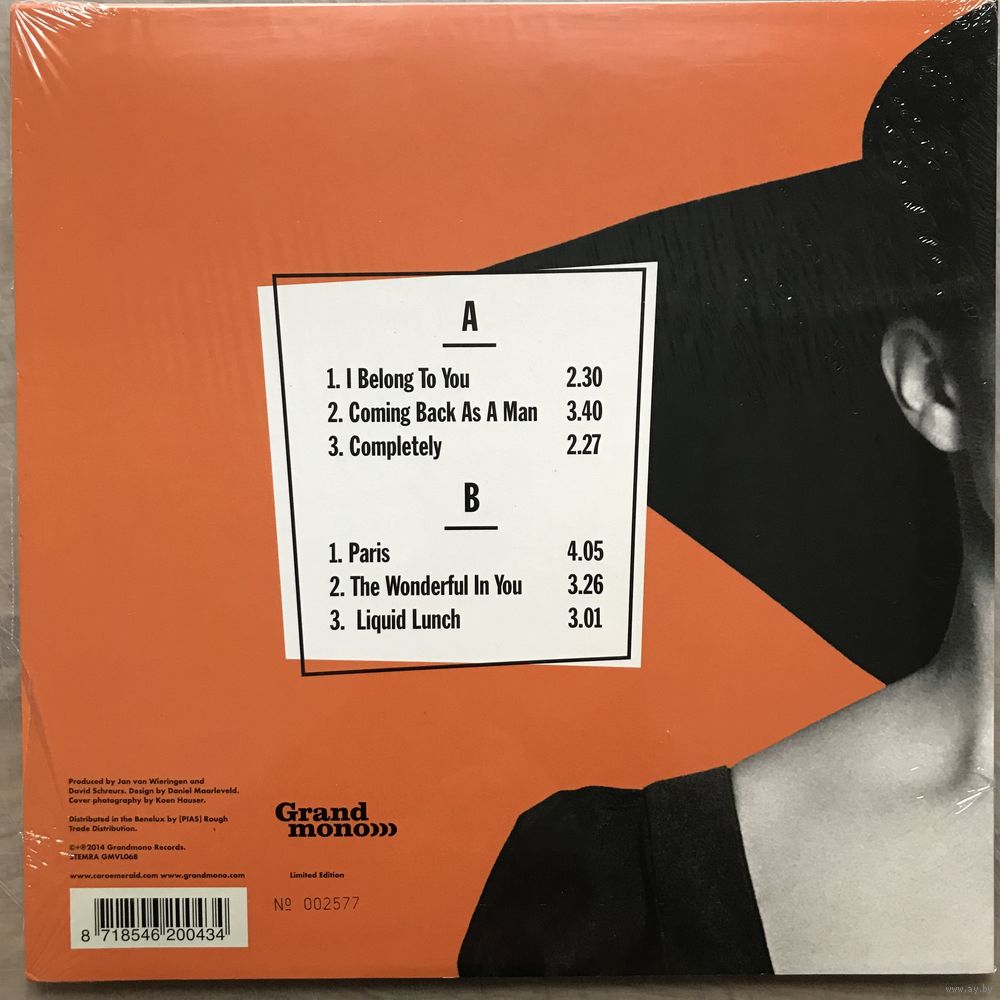 A
1. I Belong To You 2.30
2. Coming Back As A Man 3.40
3. Completely 2.27
B
1. Paris 4.05
2. The Wonderful In You 3.26
3. Liquid Lunch 3.01
Produced by Jan van Wieringen and
David Schreurs. Design by Daniel Maarleveld.
Cover photography by Koen Hauser.
Distributed in the Benelux by [PIAS] Rough
Trade Distribution.
©+℗2014 Grandmono Records.
STEMRA GMVL068
www.caroemerald.com www.grandmono.com
Grand
mono)))
Limited Edition
Nº 002577
8 718546 200434
www.ay.by